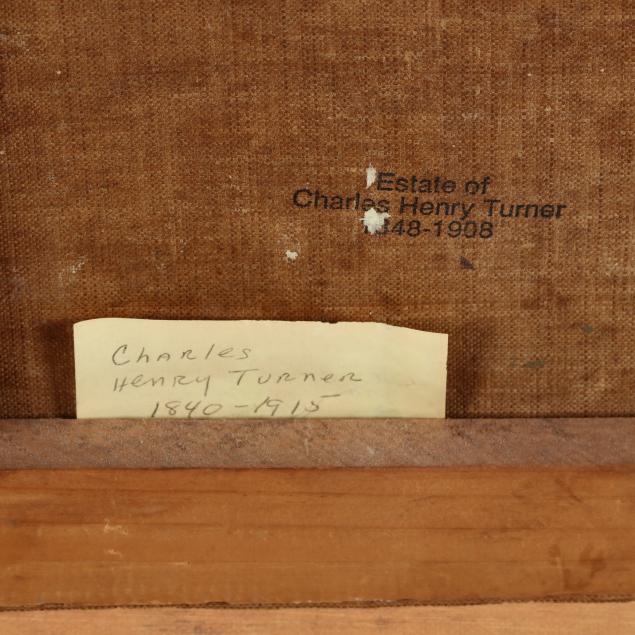 Estate of
Charles Henry Turner
1848-1908
Charles
Henry Turner
1840-1915